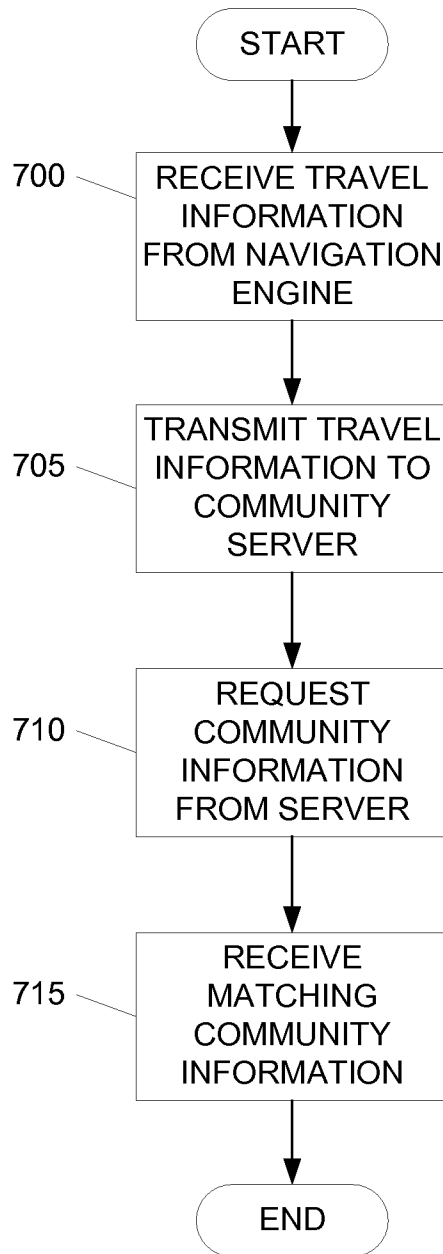 START
700
RECEIVE TRAVEL
INFORMATION
FROM NAVIGATION
ENGINE
705
TRANSMIT TRAVEL
INFORMATION TO
COMMUNITY
SERVER
710
REQUEST
COMMUNITY
INFORMATION
FROM SERVER
715
RECEIVE
MATCHING
COMMUNITY
INFORMATION
END